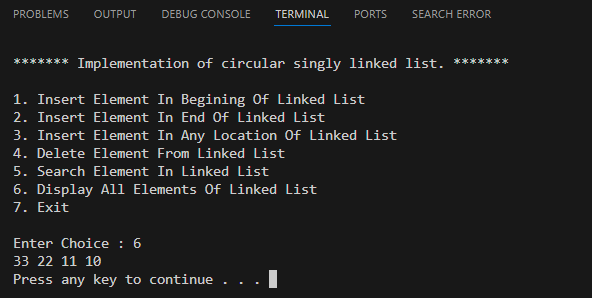 PROBLEMS OUTPUT DEBUG CONSOLE TERMINAL PORTS SEARCH ERROR
******* Implementation of circular singly linked list. *******
1. Insert Element In Begining Of Linked List
2. Insert Element In End Of Linked List
3. Insert Element In Any Location Of Linked List
4. Delete Element From Linked List
5. Search Element In Linked List
6. Display All Elements Of Linked List
7. Exit
Enter Choice : 6
33 22 11 10
Press any key to continue . . .